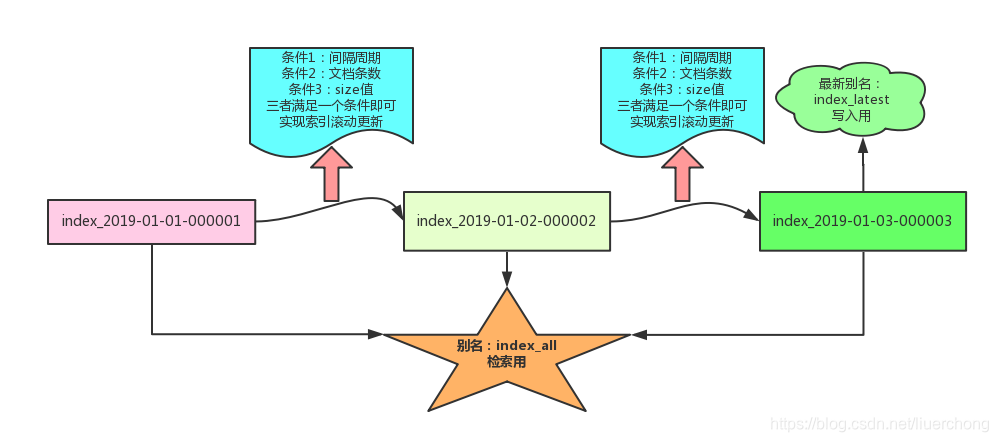 条件1：间隔周期
条件2：文档条数
条件3：size值
三者满足一个条件即可
实现索引滚动更新
条件1：间隔周期
条件2：文档条数
条件3：size值
三者满足一个条件即可
实现索引滚动更新
最新别名：
index_latest
写入用
index_2019-01-01-000001
index_2019-01-02-000002
index_2019-01-03-000003
别名：index_all
检索用
https://blog.csdn.net/liuerchong